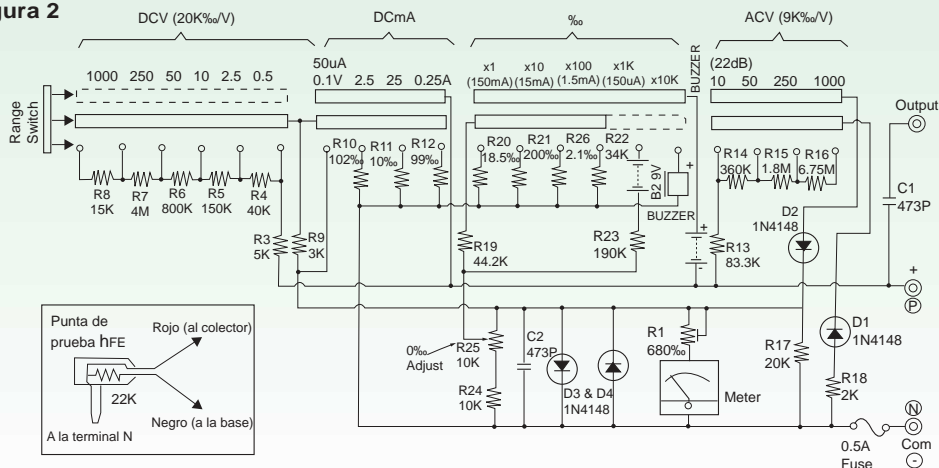 gura 2
DCV (20K‰/V)
DCmA
‰
ACV (9K‰/V)
1000 250 50 10 2.5 0.5
50uA
0.1V 2.5 25 0.25A
x1 x10 x100 x1K
(150mA) (15mA) (1.5mA) (150uA) x10K
BUZZER
(22dB)
10 50 250 1000
Range
Switch
Output
R10
102‰
R11
10‰
R12
99‰
R20
18.5‰
R21
200‰
R26
2.1‰
R22
34K
B2 9V
+
BUZZER
R14
360K
R15
1.8M
R16
6.75M
R8
15K
R7
4M
R6
800K
R5
150K
R4
40K
C1
473P
D2
1N4148
R3
5K
R9
3K
R19
44.2K
R23
190K
+
-
R13
83.3K
+
P
Punta de
prueba hFE
Rojo (al colector)
22K
Negro (a la base)
A la terminal N
0‰
Adjust
R25
10K
R24
10K
C2
473P
D3 & D4
1N4148
R1
680‰
Meter
R17
20K
D1
1N4148
R18
2K
N
Com
-
0.5A
Fuse